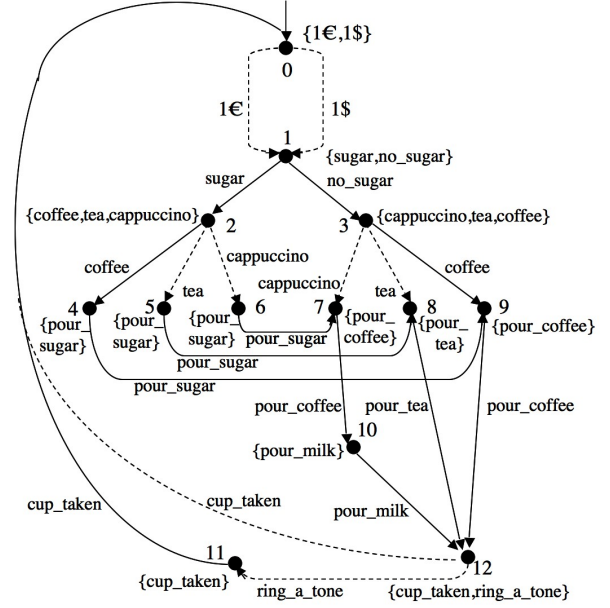 {1€,1$}
0
1€
1$
1
{sugar,no_sugar}
sugar
no_sugar
{coffee,tea,cappuccino}
2
3
{cappuccino,tea,coffee}
coffee
tea
cappuccino
cappuccino
tea
coffee
4
5
6
7
8
9
{pour_
sugar}
{pour_
sugar}
{pour_
sugar}
{pour_
coffee}
{pour_
tea}
{pour_coffee}
pour_sugar
pour_sugar
pour_sugar
pour_coffee
pour_tea
pour_coffee
10
{pour_milk}
pour_milk
cup_taken
cup_taken
11
{cup_taken}
ring_a_tone
12
{cup_taken,ring_a_tone}